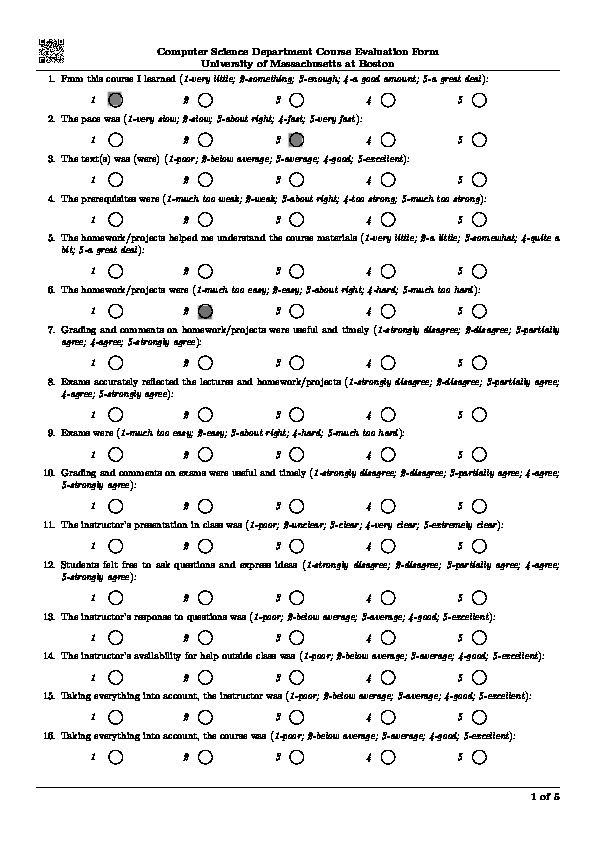 Computer Science Department Course Evaluation Form
University of Massachusetts at Boston
1. From this course I learned (1-very little; 2-something; 3-enough; 4-a good amount; 5-a great deal):
1 2 3 4 5
2. The pace was (1-very slow; 2-slow; 3-about right; 4-fast; 5-very fast):
1 2 3 4 5
3. The text(s) was (were) (1-poor; 2-below average; 3-average; 4-good; 5-excellent):
1 2 3 4 5
4. The prerequisites were (1-much too weak; 2-weak; 3-about right; 4-too strong; 5-much too strong):
1 2 3 4 5
5. The homework/projects helped me understand the course materials (1-very little; 2-a little; 3-somewhat; 4-quite a
bit; 5-a great deal):
1 2 3 4 5
6. The homework/projects were (1-much too easy; 2-easy; 3-about right; 4-hard; 5-much too hard):
1 2 3 4 5
7. Grading and comments on homework/projects were useful and timely (1-strongly disagree; 2-disagree; 3-partially
agree; 4-agree; 5-strongly agree):
1 2 3 4 5
8. Exams accurately reflected the lectures and homework/projects (1-strongly disagree; 2-disagree; 3-partially agree;
4-agree; 5-strongly agree):
1 2 3 4 5
9. Exams were (1-much too easy; 2-easy; 3-about right; 4-hard; 5-much too hard):
1 2 3 4 5
10. Grading and comments on exams were useful and timely (1-strongly disagree; 2-disagree; 3-partially agree; 4-agree;
5-strongly agree):
1 2 3 4 5
11. The instructor's presentation in class was (1-poor; 2-unclear; 3-clear; 4-very clear; 5-extremely clear):
1 2 3 4 5
12. Students felt free to ask questions and express ideas (1-strongly disagree; 2-disagree; 3-partially agree; 4-agree;
5-strongly agree):
1 2 3 4 5
13. The instructor's response to questions was (1-poor; 2-below average; 3-average; 4-good; 5-excellent):
1 2 3 4 5
14. The instructor's availability for help outside class was (1-poor; 2-below average; 3-average; 4-good; 5-excellent):
1 2 3 4 5
15. Taking everything into account, the instructor was (1-poor; 2-below average; 3-average; 4-good; 5-excellent):
1 2 3 4 5
16. Taking everything into account, the course was (1-poor; 2-below average; 3-average; 4-good; 5-excellent):
1 2 3 4 5
1 of 5